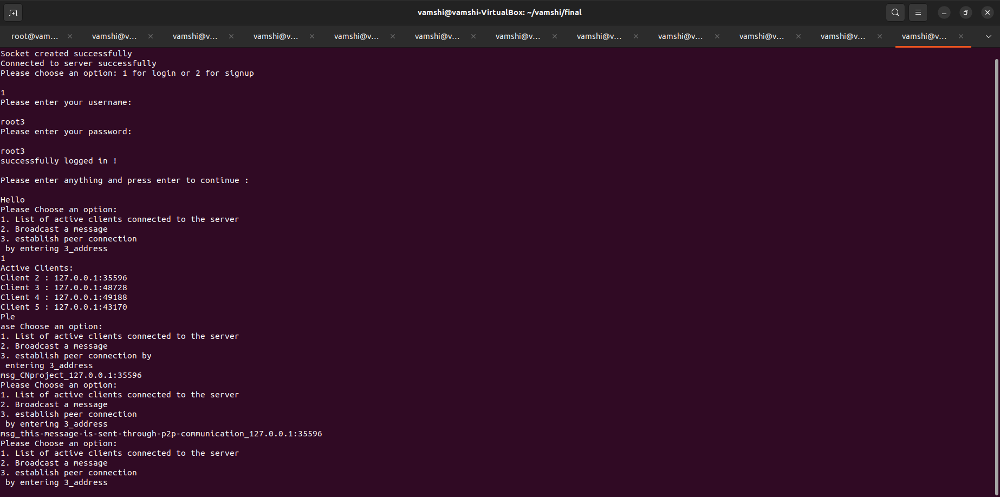 vamshi@vamshi-VirtualBox: ~/vamshi/final
root@vam... vamshi@v... vamshi@v... vamshi@v... vamshi@v... vamshi@v... vamshi@v... vamshi@v... vamshi@v... vamshi@v... vamshi@v... vamshi@v...
Socket created successfully
Connected to server successfully
Please choose an option: 1 for login or 2 for signup
1
Please enter your username:
root3
Please enter your password:
root3
successfully logged in !
Please enter anything and press enter to continue :
Hello
Please Choose an option:
1. List of active clients connected to the server
2. Broadcast a message
3. establish peer connection
 by entering 3_address
1
Active Clients:
Client 2 : 127.0.0.1:35596
Client 3 : 127.0.0.1:48728
Client 4 : 127.0.0.1:49188
Client 5 : 127.0.0.1:43170
Ple
ase Choose an option:
1. List of active clients connected to the server
2. Broadcast a message
3. establish peer connection by
 entering 3_address
msg_CNproject_127.0.0.1:35596
Please Choose an option:
1. List of active clients connected to the server
2. Broadcast a message
3. establish peer connection
 by entering 3_address
msg_this-message-is-sent-through-p2p-communication_127.0.0.1:35596
Please Choose an option:
1. List of active clients connected to the server
2. Broadcast a message
3. establish peer connection
 by entering 3_address